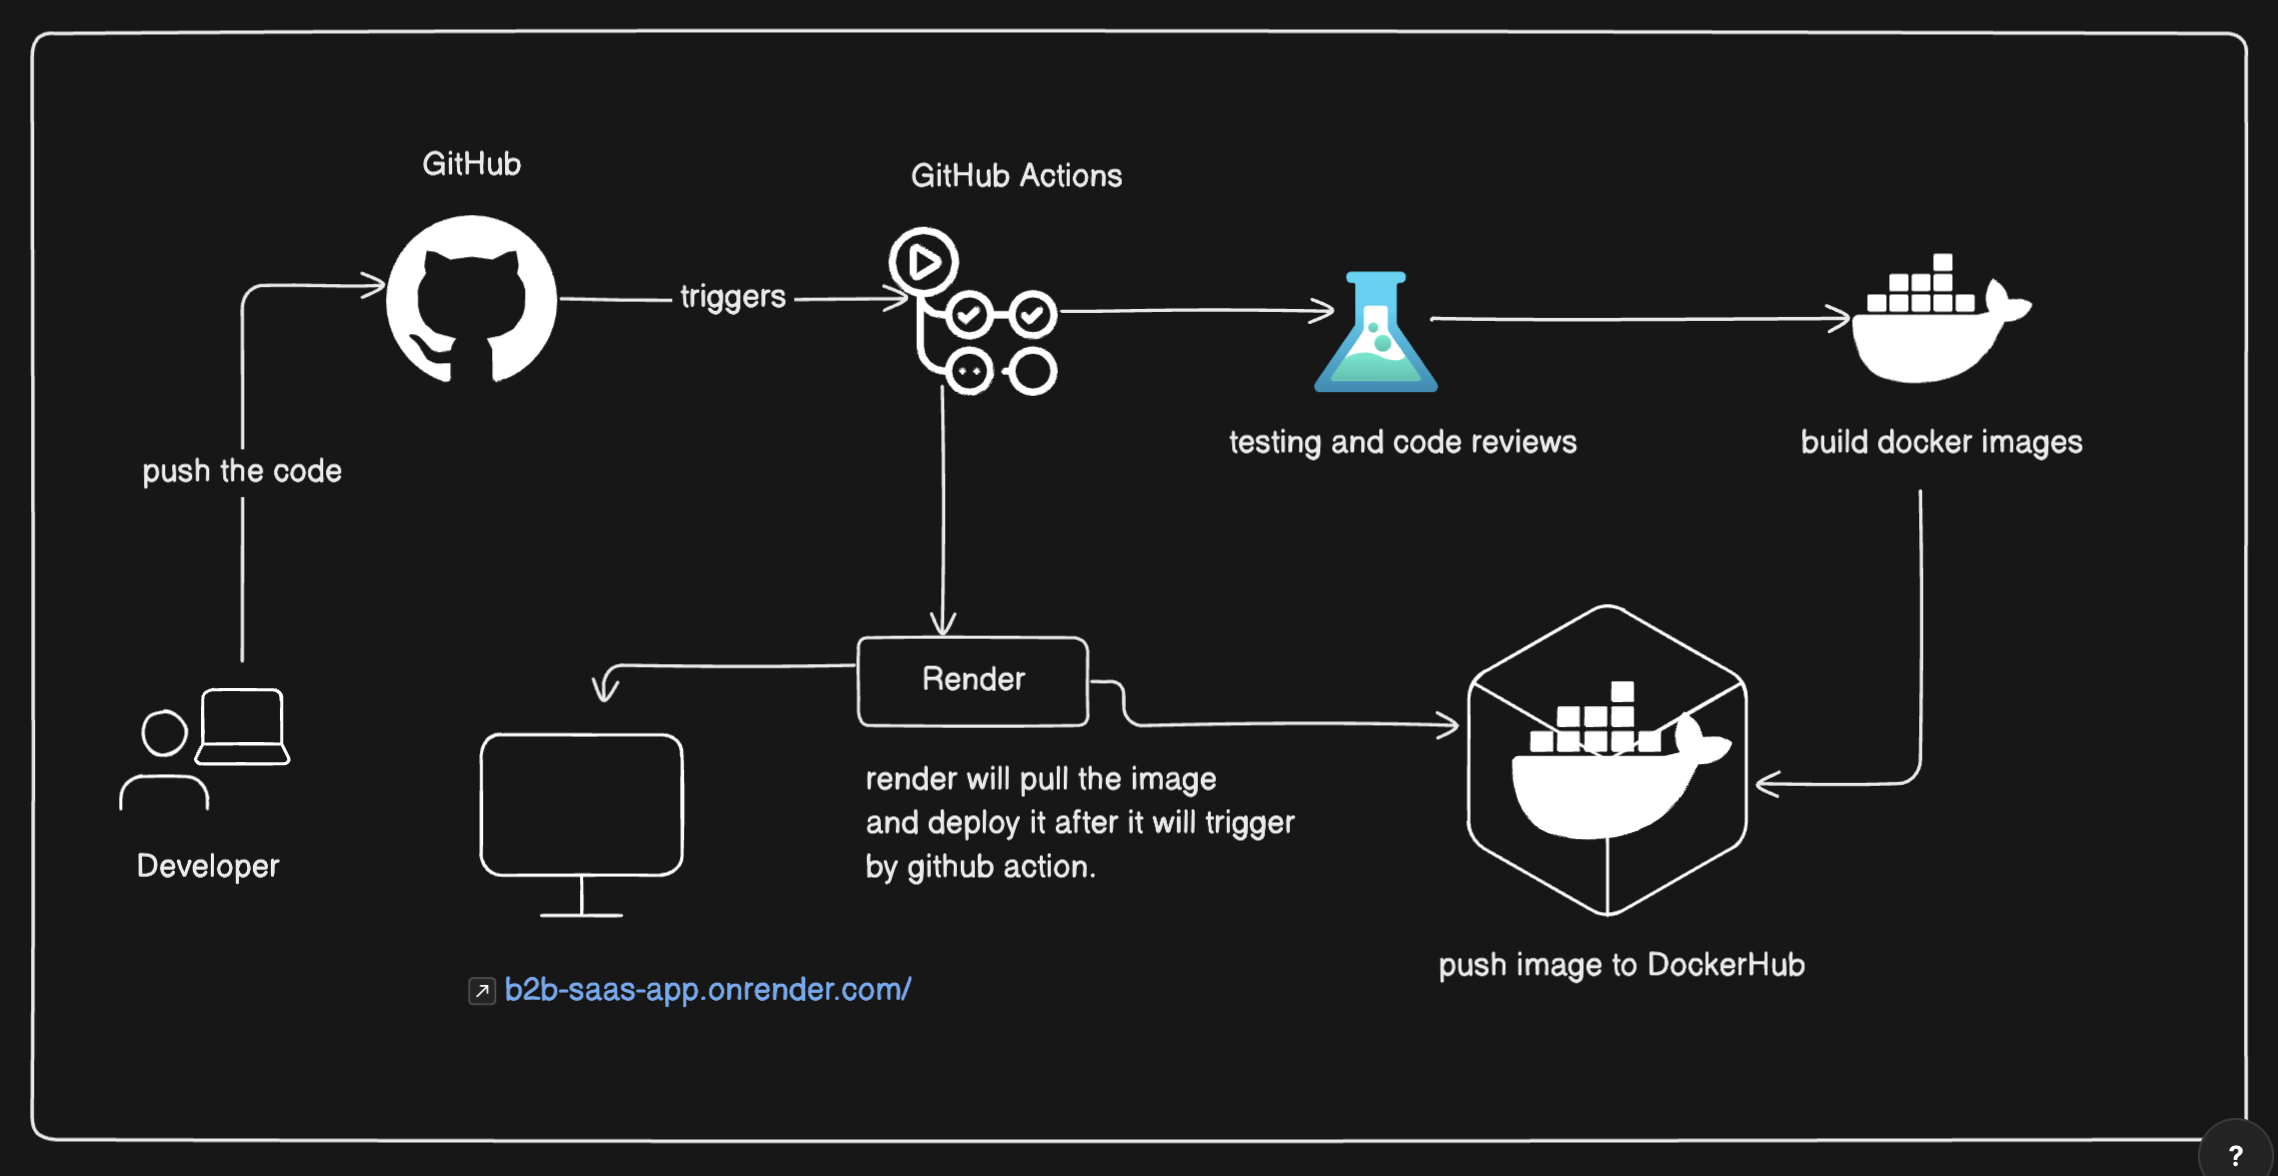 GitHub
GitHub Actions
triggers
testing and code reviews
build docker images
push the code
Render
render will pull the image
and deploy it after it will trigger
by github action.
Developer
push image to DockerHub
b2b-saas-app.onrender.com/
?